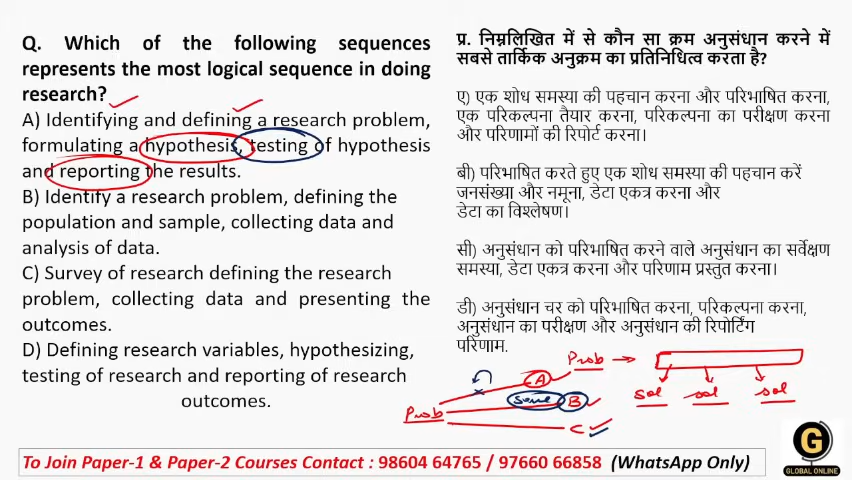 Q. Which of the following sequences
represents the most logical sequence in doing
research?
A) Identifying and defining a research problem,
formulating a hypothesis, testing of hypothesis
and reporting the results.
B) Identify a research problem, defining the
population and sample, collecting data and
analysis of data.
C) Survey of research defining the research
problem, collecting data and presenting the
outcomes.
D) Defining research variables, hypothesizing,
testing of research and reporting of research
outcomes.
प्र. निम्नलिखित में से कौन सा क्रम अनुसंधान करने में
सबसे तार्किक अनुक्रम का प्रतिनिधित्व करता है?
ए) एक शोध समस्या की पहचान करना और परिभाषित करना,
एक परिकल्पना तैयार करना, परिकल्पना का परीक्षण करना
और परिणामों की रिपोर्ट करना।
बी) परिभाषित करते हुए एक शोध समस्या की पहचान करें
जनसंख्या और नमूना, डेटा एकत्र करना और
डेटा का विश्लेषण।
सी) अनुसंधान को परिभाषित करने वाले अनुसंधान का सर्वेक्षण
समस्या, डेटा एकत्र करना और परिणाम प्रस्तुत करना।
डी) अनुसंधान चर को परिभाषित करना, परिकल्पना करना,
अनुसंधान का परीक्षण और अनुसंधान की रिपोर्टिंग
परिणाम.
Prob
A
Prob
Same B
C
sol sol sol
To Join Paper-1 & Paper-2 Courses Contact : 98604 64765 / 97660 66858 (WhatsApp Only)
G
GLOBAL ONLINE